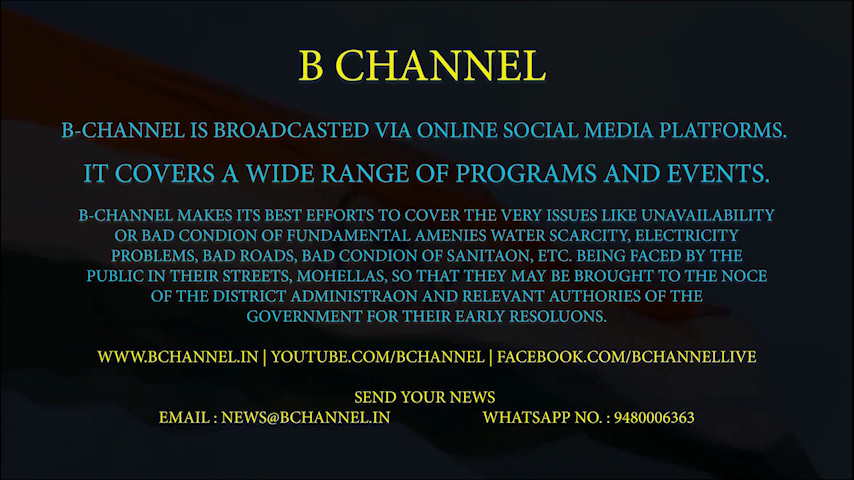 B CHANNEL
B-CHANNEL IS BROADCASTED VIA ONLINE SOCIAL MEDIA PLATFORMS.
IT COVERS A WIDE RANGE OF PROGRAMS AND EVENTS.
B-CHANNEL MAKES ITS BEST EFFORTS TO COVER THE VERY ISSUES LIKE UNAVAILABILITY
OR BAD CONDION OF FUNDAMENTAL AMENIES WATER SCARCITY, ELECTRICITY
PROBLEMS, BAD ROADS, BAD CONDION OF SANITAON, ETC. BEING FACED BY THE
PUBLIC IN THEIR STREETS, MOHELLAS, SO THAT THEY MAY BE BROUGHT TO THE NOCE
OF THE DISTRICT ADMINISTRAON AND RELEVANT AUTHORIES OF THE
GOVERNMENT FOR THEIR EARLY RESOLUONS.
WWW.BCHANNEL.IN | YOUTUBE.COM/BCHANNEL | FACEBOOK.COM/BCHANNELLIVE
SEND YOUR NEWS
EMAIL : NEWS@BCHANNEL.IN WHATSAPP NO. : 9480006363